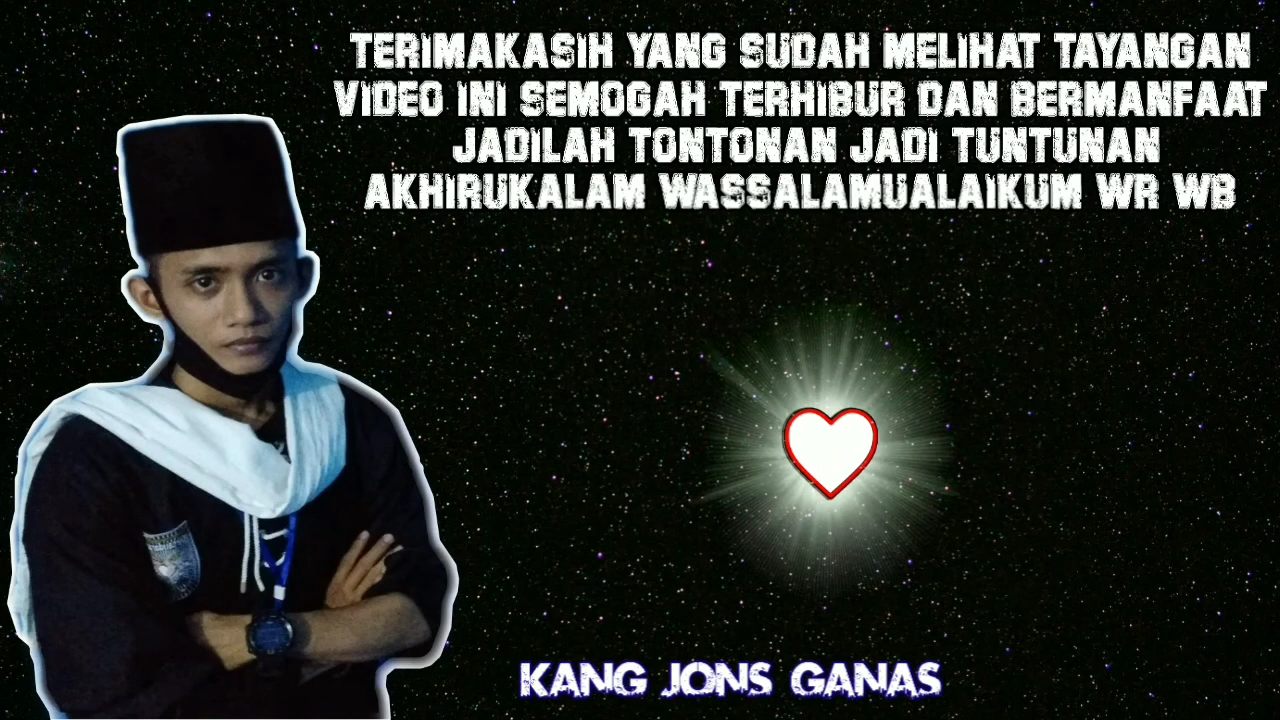 TERIMAKASIH YANG SUDAH MELIHAT TAYANGAN
VIDEO INI SEMOGAH TERHIBUR DAN BERMANFAAT
JADILAH TONTONAN JADI TUNTUNAN
AKHIRUKALAM WASSALAMUALAIKUM WR WB
KANG JONS GANAS